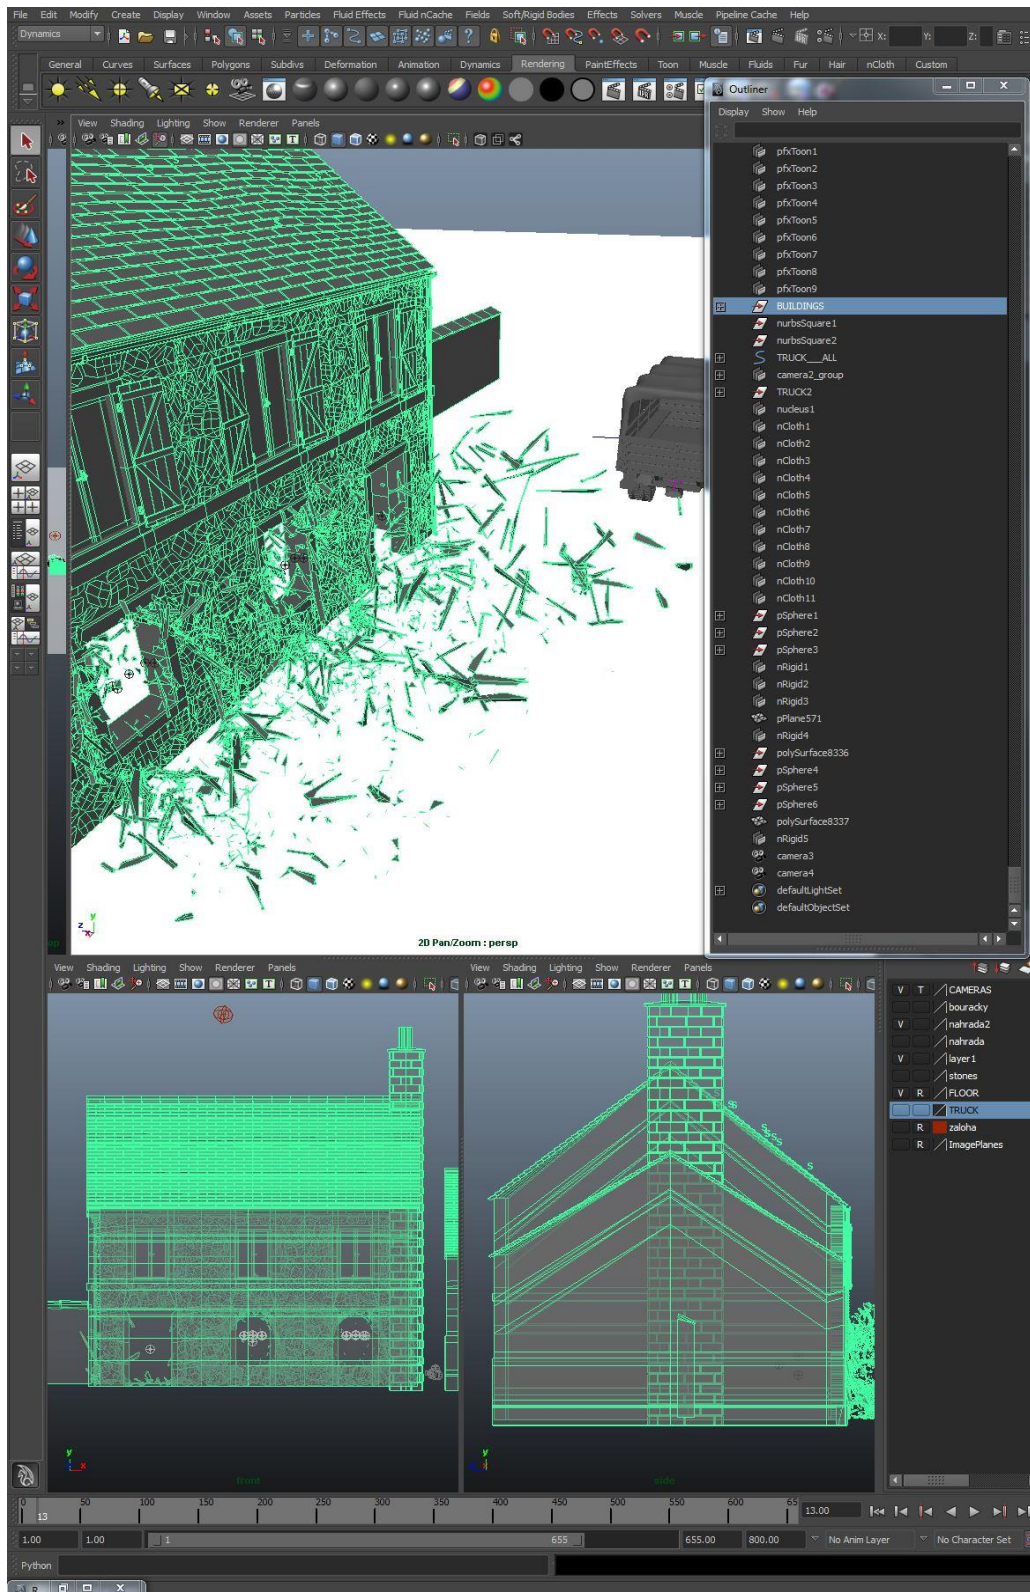 File Edit Modify Create Display Window Assets Particles Fluid Effects Fluid nCache Fields Soft/Rigid Bodies Effects Solvers Muscle Pipeline Cache Help
Dynamics X: Y: Z:
General Curves Surfaces Polygons Subdivs Deformation Animation Dynamics Rendering PaintEffects Toon Muscle Fluids Fur Hair nCloth Custom
Outliner
Display Show Help
View Shading Lighting Show Renderer Panels
pfxToon1
pfxToon2
pfxToon3
pfxToon4
pfxToon5
pfxToon6
pfxToon7
pfxToon8
pfxToon9
BUILDINGS
nurbsSquare1
nurbsSquare2
TRUCK___ALL
camera2_group
TRUCK2
nucleus1
nCloth1
nCloth2
nCloth3
nCloth4
nCloth5
nCloth6
nCloth7
nCloth8
nCloth9
nCloth10
nCloth11
pSphere1
pSphere2
pSphere3
nRigid1
nRigid2
nRigid3
pPlane571
nRigid4
polySurface8336
pSphere4
pSphere5
pSphere6
polySurface8337
nRigid5
camera3
camera4
defaultLightSet
defaultObjectSet
y
z x
2D Pan/Zoom : persp
View Shading Lighting Show Renderer Panels
View Shading Lighting Show Renderer Panels
V T CAMERAS
bouracky
V nahrada2
nahrada
V layer1
stones
V R FLOOR
TRUCK
R zaloha
R ImagePlanes
y
x
front
y
side
0 50 100 150 200 250 300 350 400 450 500 550 600 65
13
13.00
1.00 1.00 1 655 655.00 800.00 No Anim Layer No Character Set
Python